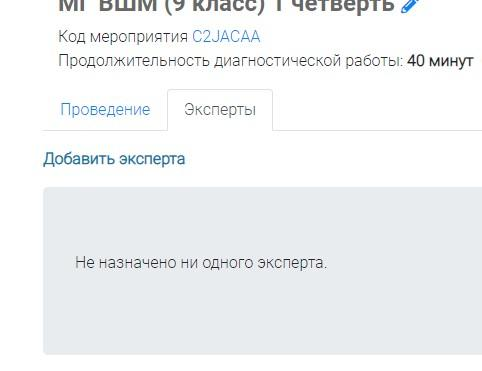 МГ ВШМ (9 класс) 1 четверть
Код мероприятия C2JACAA
Продолжительность диагностической работы: 40 минут
Проведение Эксперты
Добавить эксперта
Не назначено ни одного эксперта.